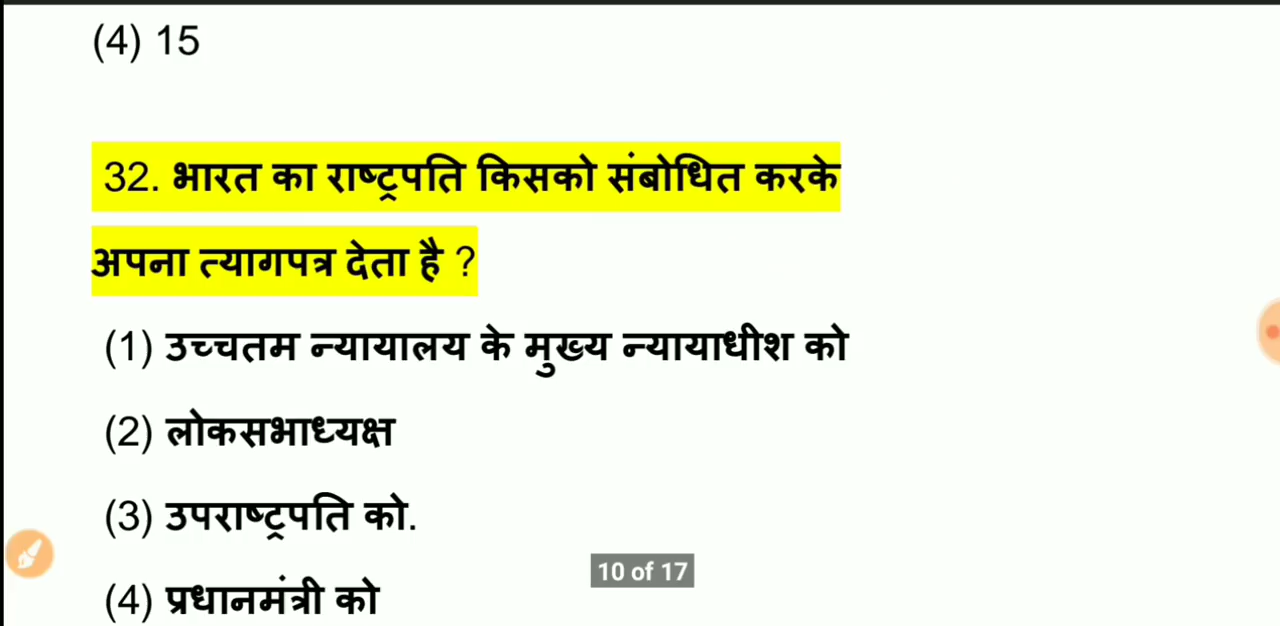 (4) 15
32. भारत का राष्ट्रपति किसको संबोधित करके
अपना त्यागपत्र देता है ?
(1) उच्चतम न्यायालय के मुख्य न्यायाधीश को
(2) लोकसभाध्यक्ष
(3) उपराष्ट्रपति को.
10 of 17
(4) प्रधानमंत्री को